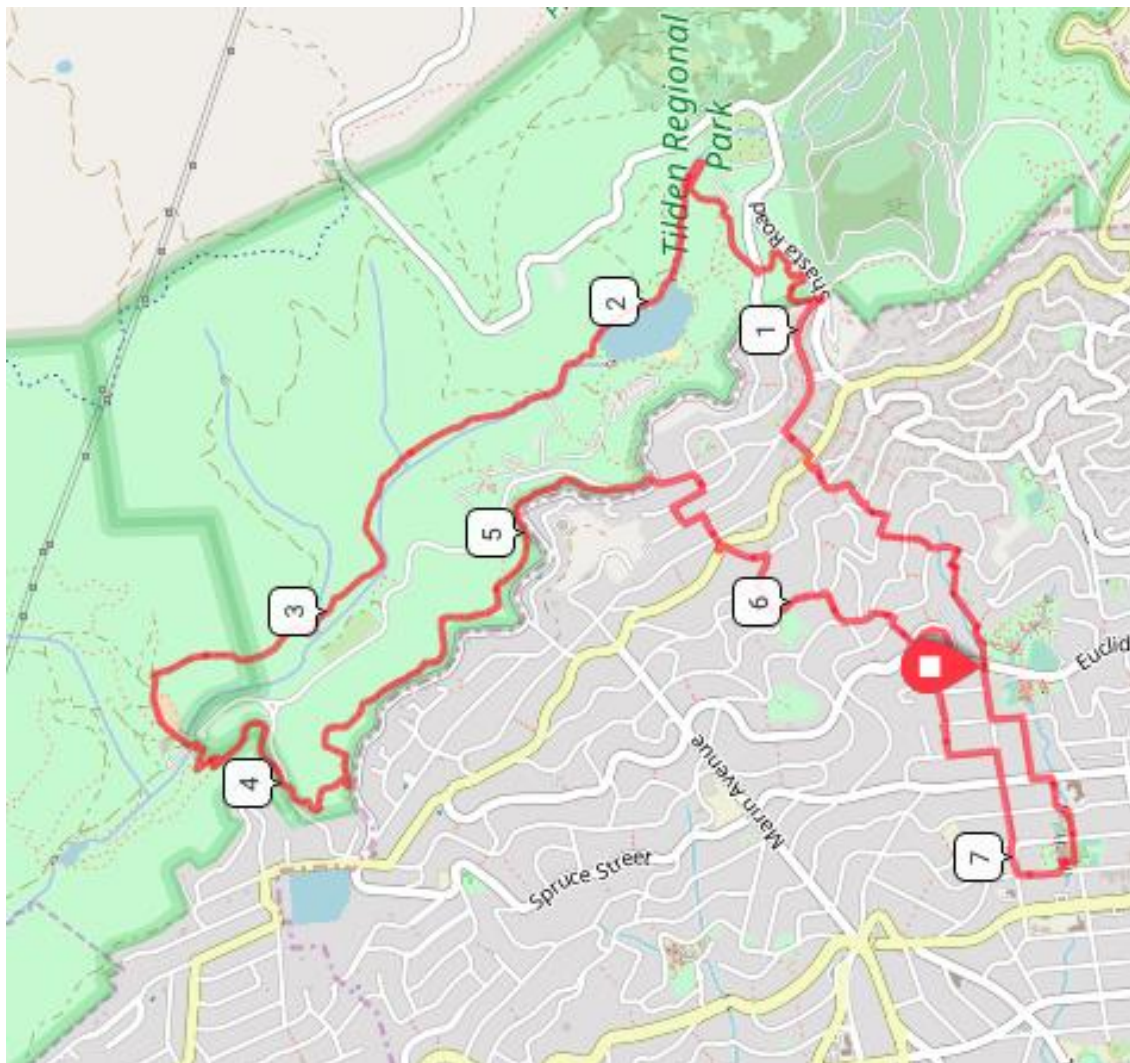 Tilden Regional
Park
Shasta Road
2
1
3
5
6
4
7
Euclid
Marin Avenue
Spruce Street